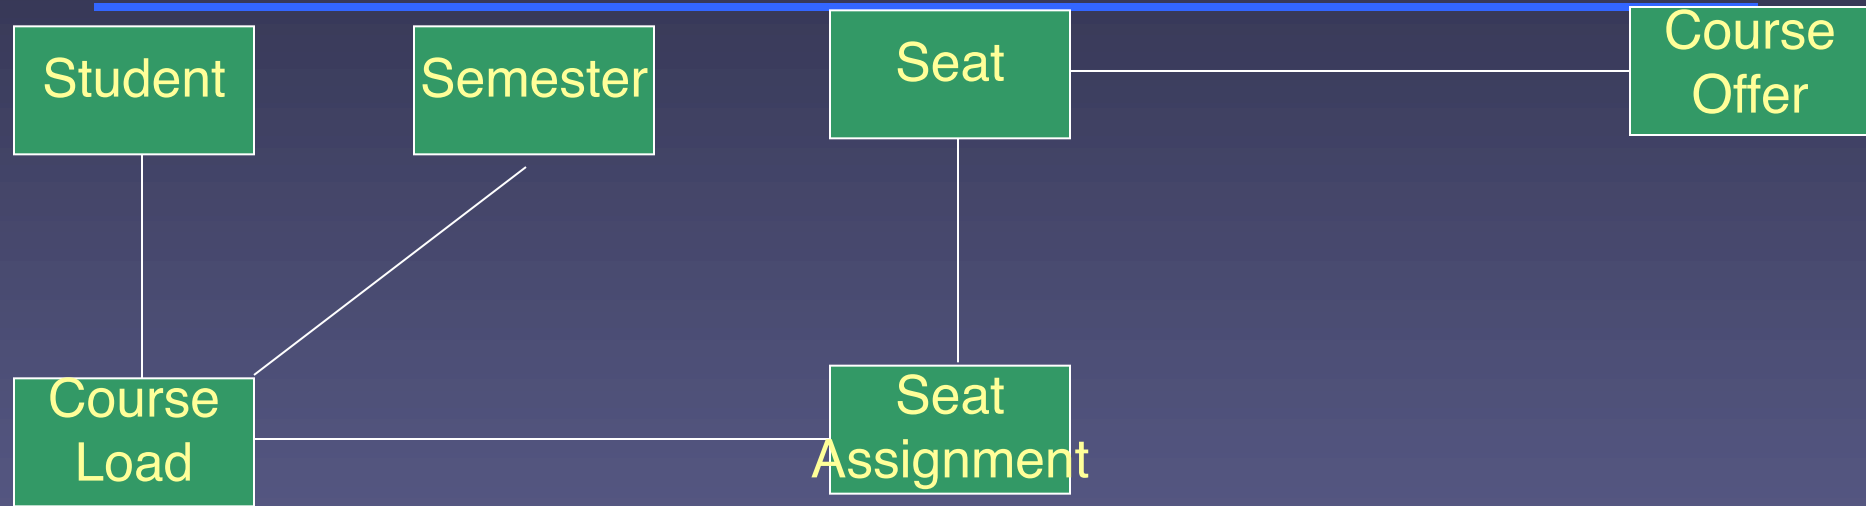 Student
Semester
Seat
Course
Offer
Course
Load
Seat
Assignment